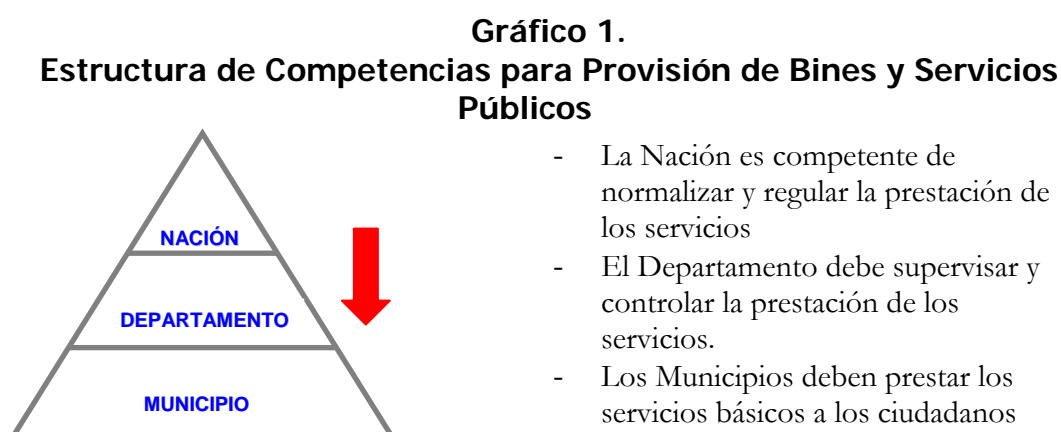 Gráfico 1.
Estructura de Competencias para Provisión de Bines y Servicios
Públicos
NACIÓN
DEPARTAMENTO
MUNICIPIO
- La Nación es competente de
normalizar y regular la prestación de
los servicios
- El Departamento debe supervisar y
controlar la prestación de los
servicios.
- Los Municipios deben prestar los
servicios básicos a los ciudadanos